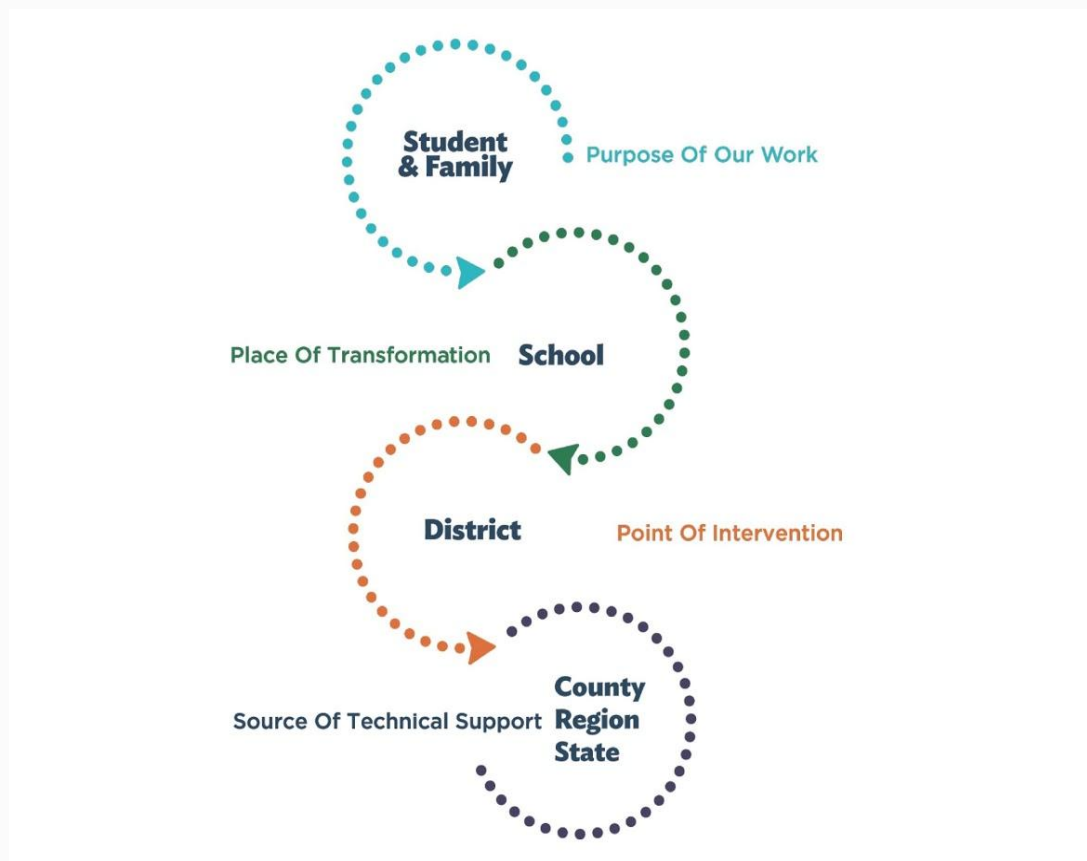 Student
& Family
Purpose Of Our Work
Place Of Transformation
School
District
Point Of Intervention
County
Source Of Technical Support
Region
State